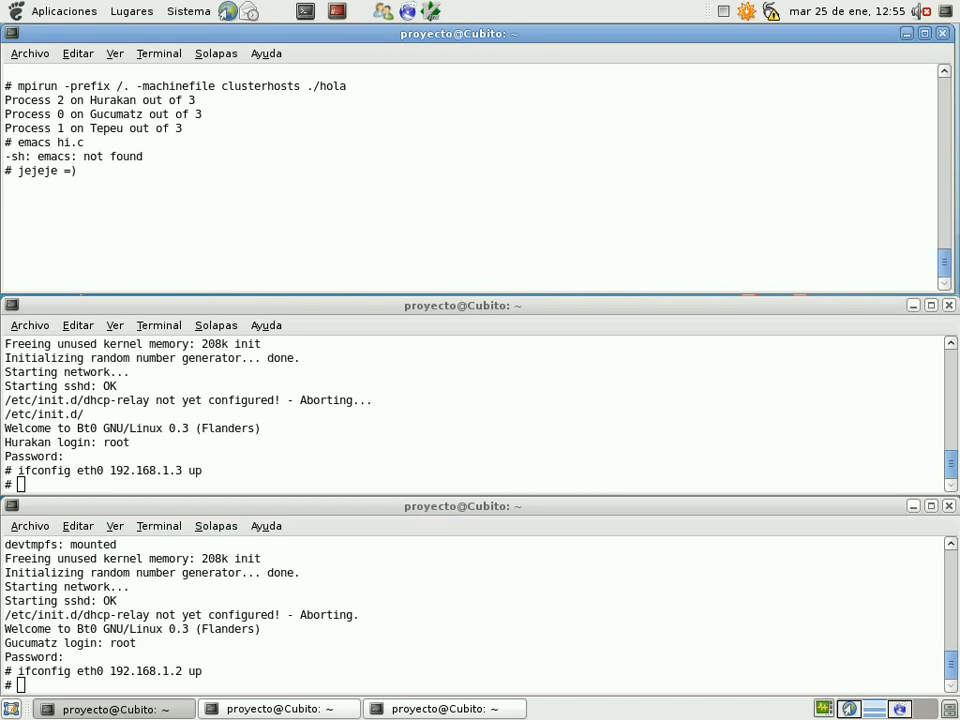 Aplicaciones Lugares Sistema mar 25 de ene, 12:55
proyecto@Cubito: ~
Archivo Editar Ver Terminal Solapas Ayuda
# mpirun -prefix /. -machinefile clusterhosts ./hola
Process 2 on Hurakan out of 3
Process 0 on Gucumatz out of 3
Process 1 on Tepeu out of 3
# emacs hi.c
-sh: emacs: not found
# jejeje =)
proyecto@Cubito: ~
Archivo Editar Ver Terminal Solapas Ayuda
Freeing unused kernel memory: 208k init
Initializing random number generator... done.
Starting network...
Starting sshd: OK
/etc/init.d/dhcp-relay not yet configured! - Aborting...
/etc/init.d/
Welcome to Bt0 GNU/Linux 0.3 (Flanders)
Hurakan login: root
Password:
# ifconfig eth0 192.168.1.3 up
#
proyecto@Cubito: ~
Archivo Editar Ver Terminal Solapas Ayuda
devtmpfs: mounted
Freeing unused kernel memory: 208k init
Initializing random number generator... done.
Starting network...
Starting sshd: OK
/etc/init.d/dhcp-relay not yet configured! - Aborting.
Welcome to Bt0 GNU/Linux 0.3 (Flanders)
Gucumatz login: root
Password:
# ifconfig eth0 192.168.1.2 up
#
proyecto@Cubito: ~ proyecto@Cubito: ~ proyecto@Cubito: ~